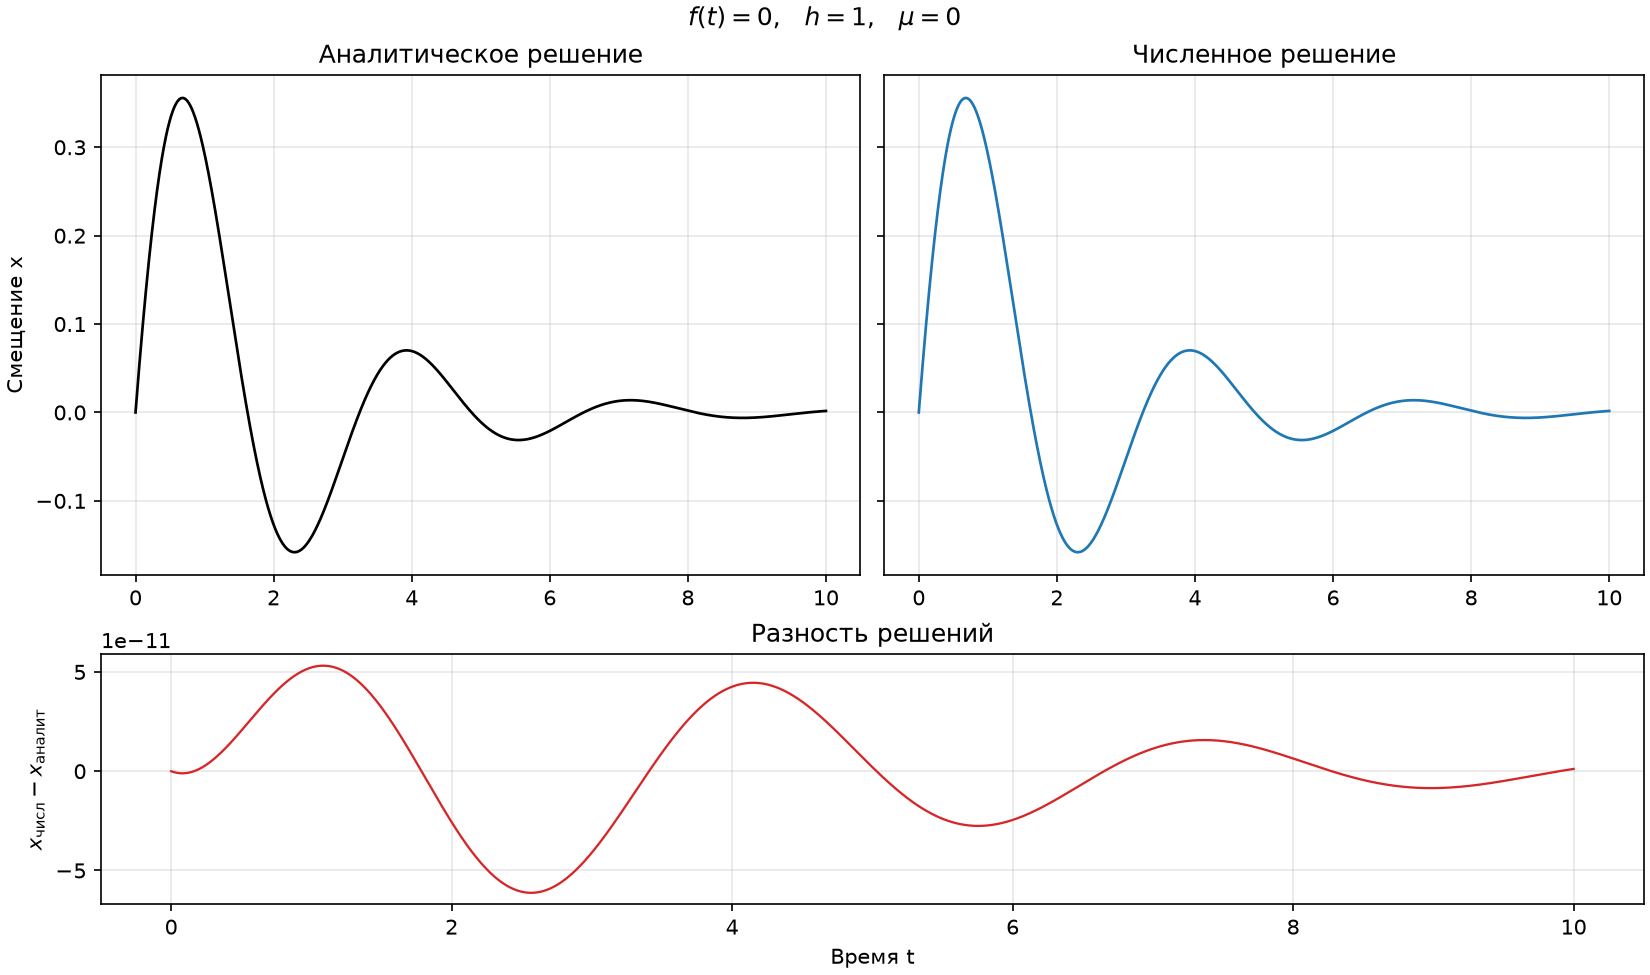 f(t) = 0,   h = 1,   μ = 0
Аналитическое решение
Численное решение
Смещение x
0.3
0.2
0.1
0.0
−0.1
0 2 4 6 8 10
0 2 4 6 8 10
Разность решений
1e−11
xчисл − xаналит
5
0
−5
0 2 4 6 8 10
Время t